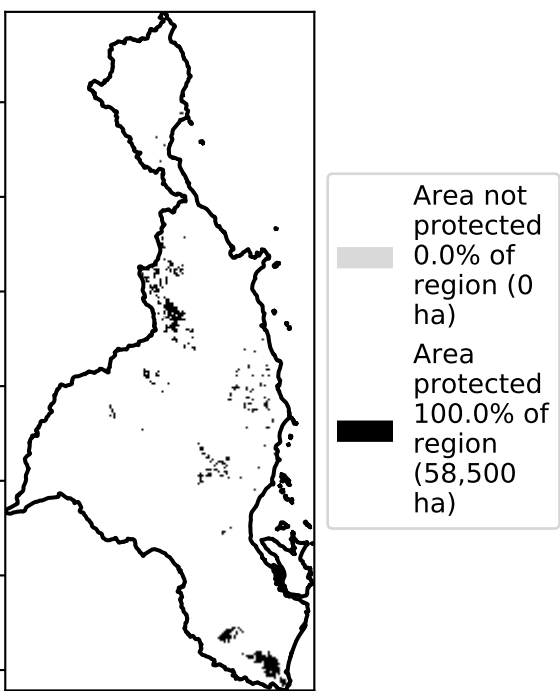 Area not
protected
0.0% of
region (0
ha)
Area
protected
100.0% of
region
(58,500
ha)